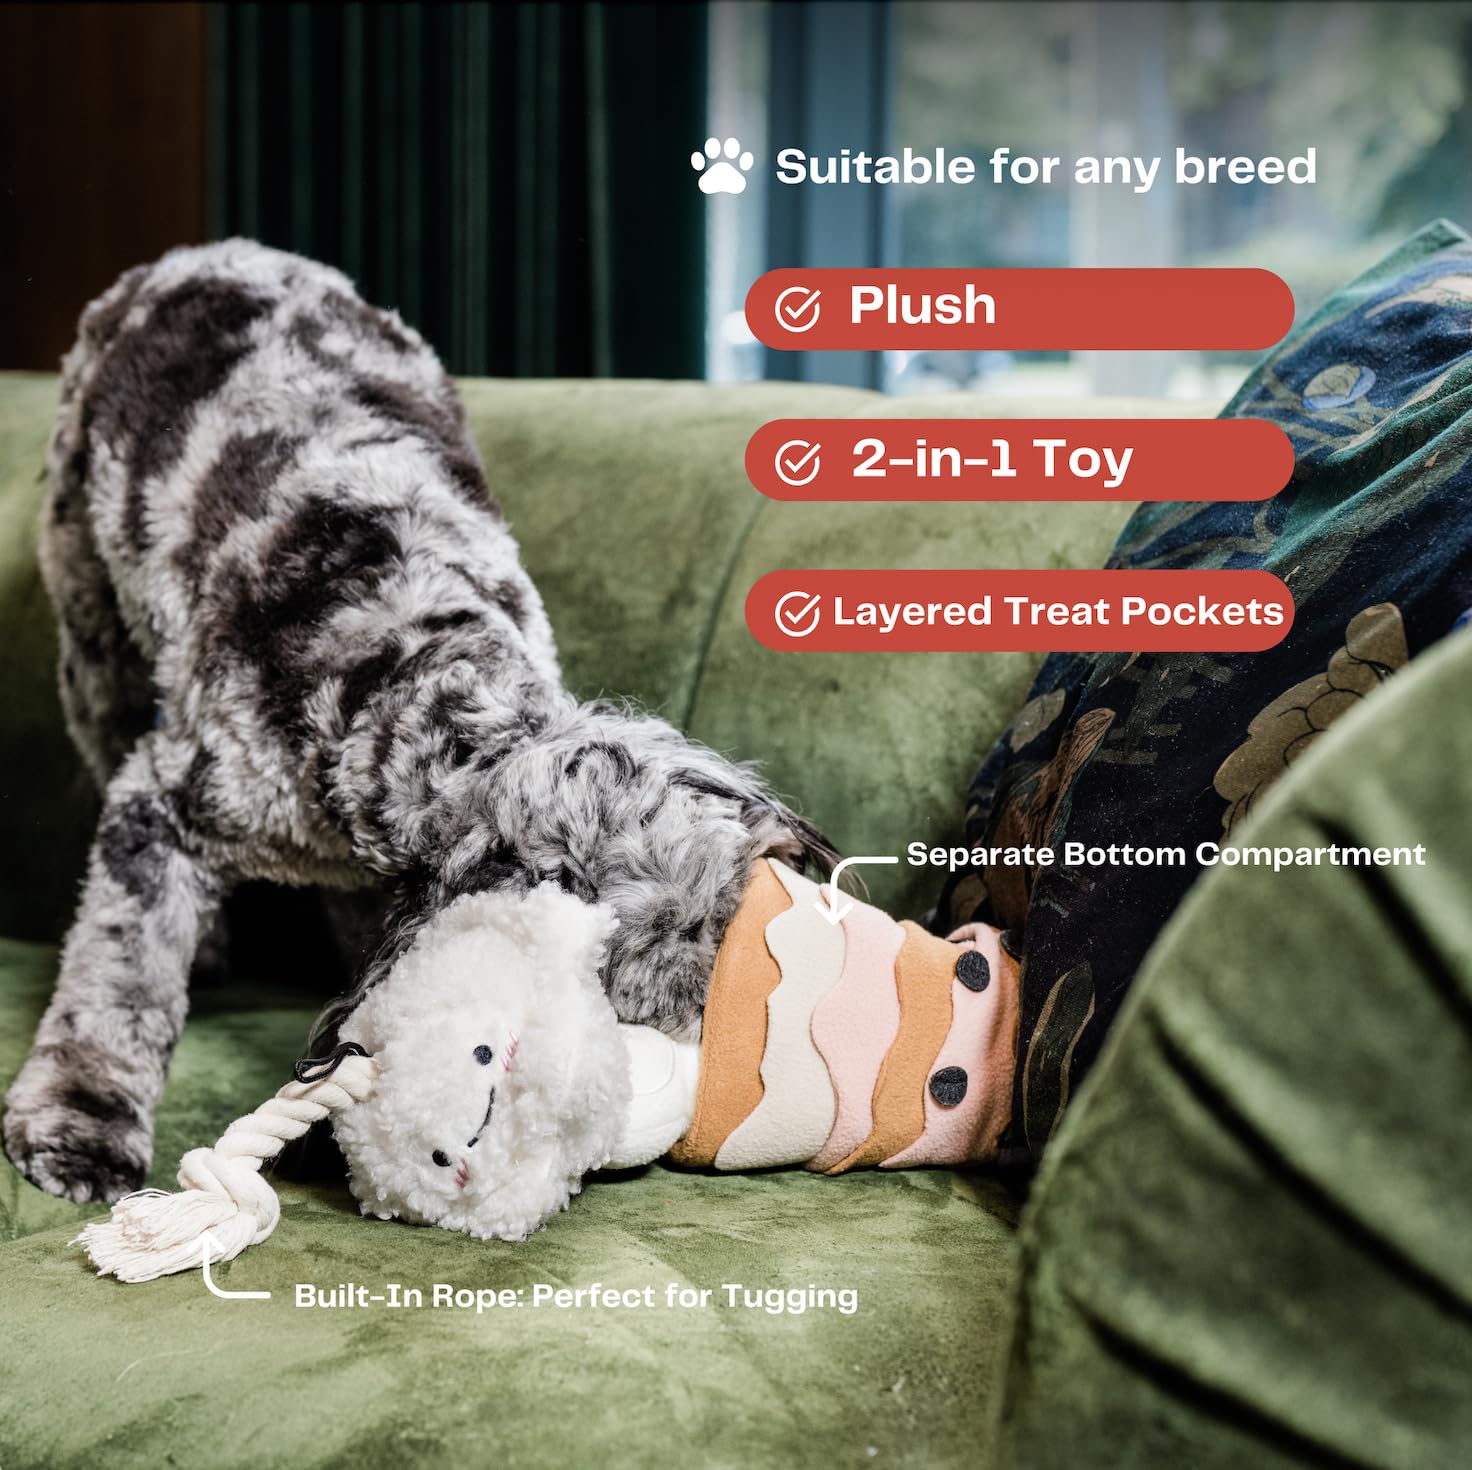 Suitable for any breed
Plush
2-in-1 Toy
Layered Treat Pockets
Separate Bottom Compartment
Built-In Rope: Perfect for Tugging